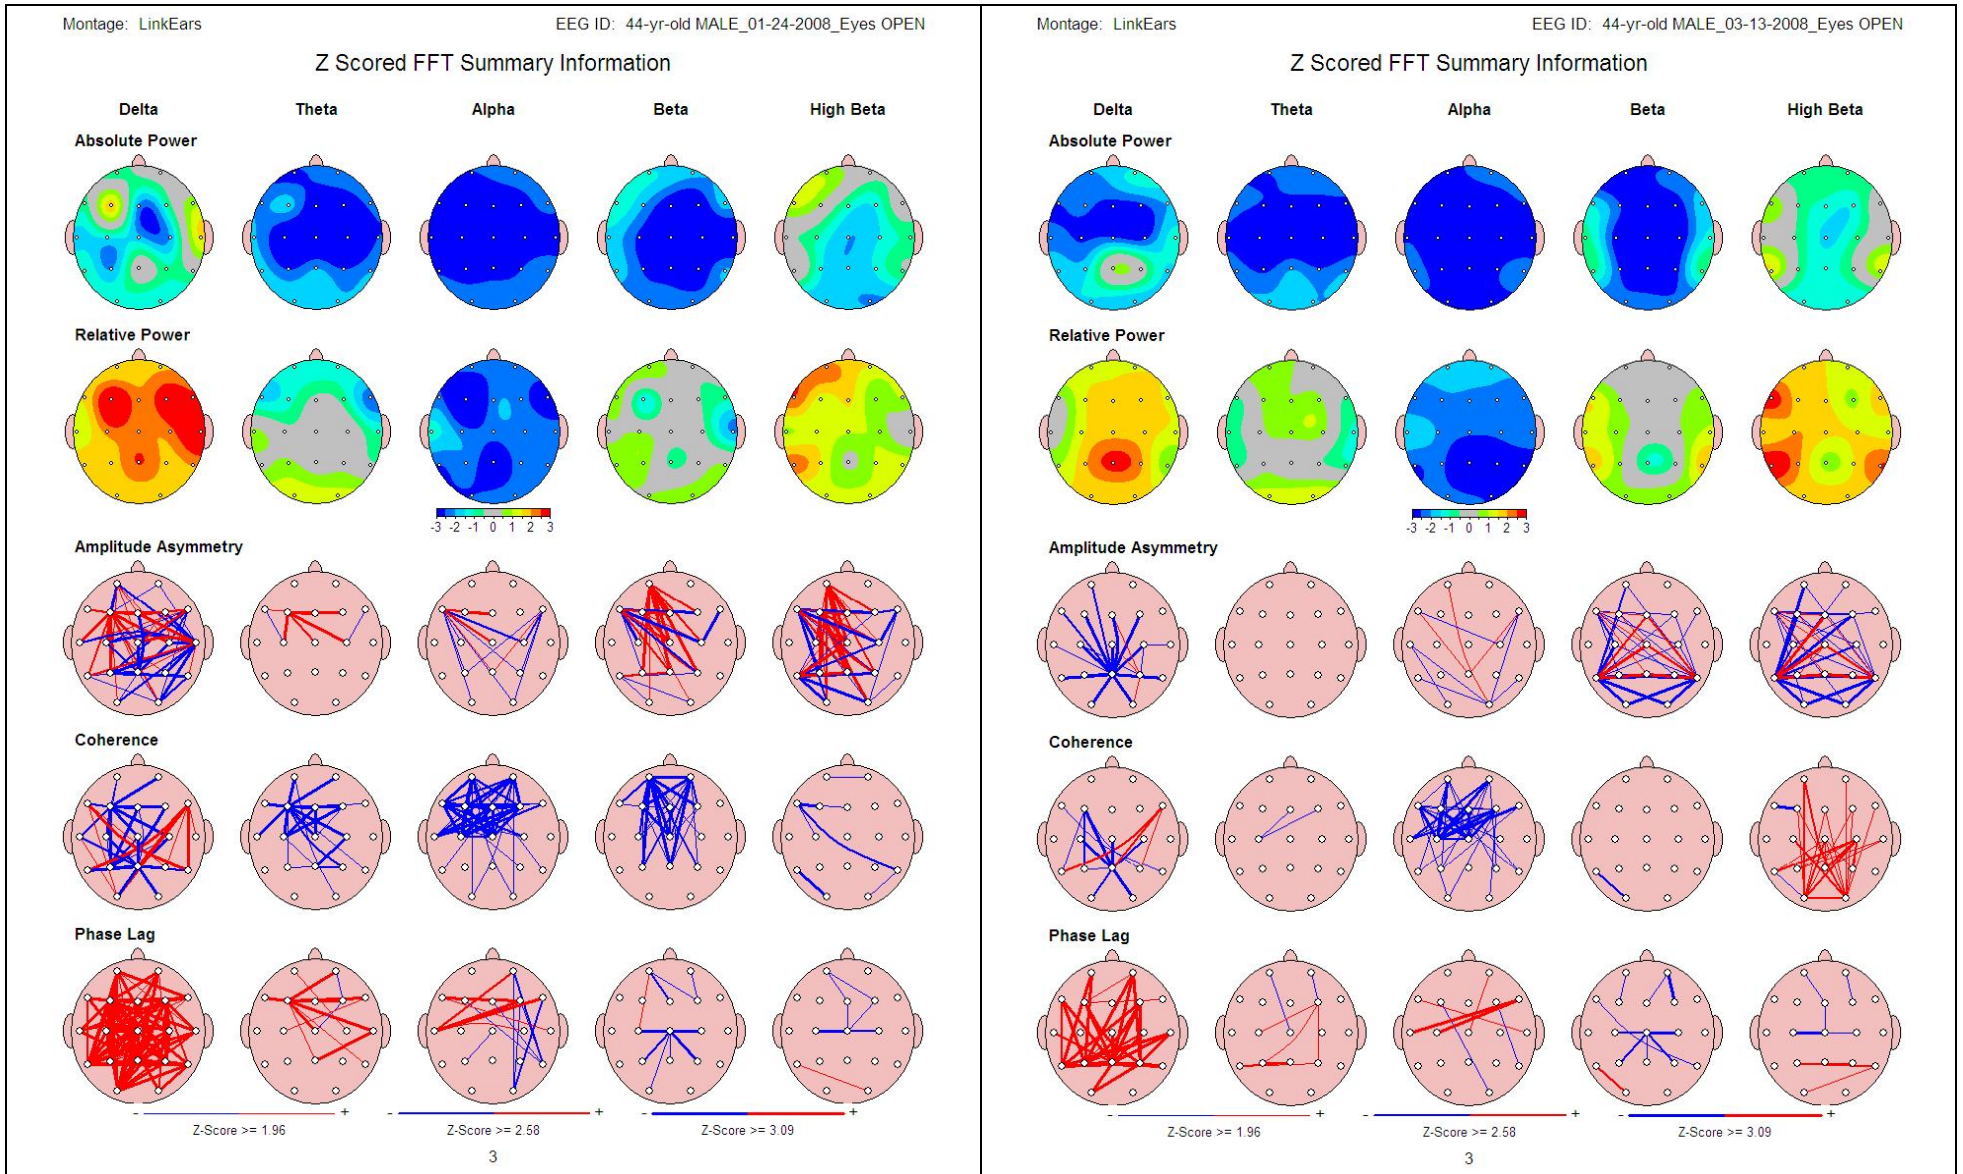 Montage: LinkEars EEG ID: 44-yr-old MALE_01-24-2008_Eyes OPEN
Z Scored FFT Summary Information
Delta Theta Alpha Beta High Beta
Absolute Power
Relative Power
-3 -2 -1 0 1 2 3
Amplitude Asymmetry
Coherence
Phase Lag
- + - + - +
Z-Score >= 1.96 Z-Score >= 2.58 Z-Score >= 3.09
3
Montage: LinkEars EEG ID: 44-yr-old MALE_03-13-2008_Eyes OPEN
Z Scored FFT Summary Information
Delta Theta Alpha Beta High Beta
Absolute Power
Relative Power
-3 -2 -1 0 1 2 3
Amplitude Asymmetry
Coherence
Phase Lag
- + - + - +
Z-Score >= 1.96 Z-Score >= 2.58 Z-Score >= 3.09
3